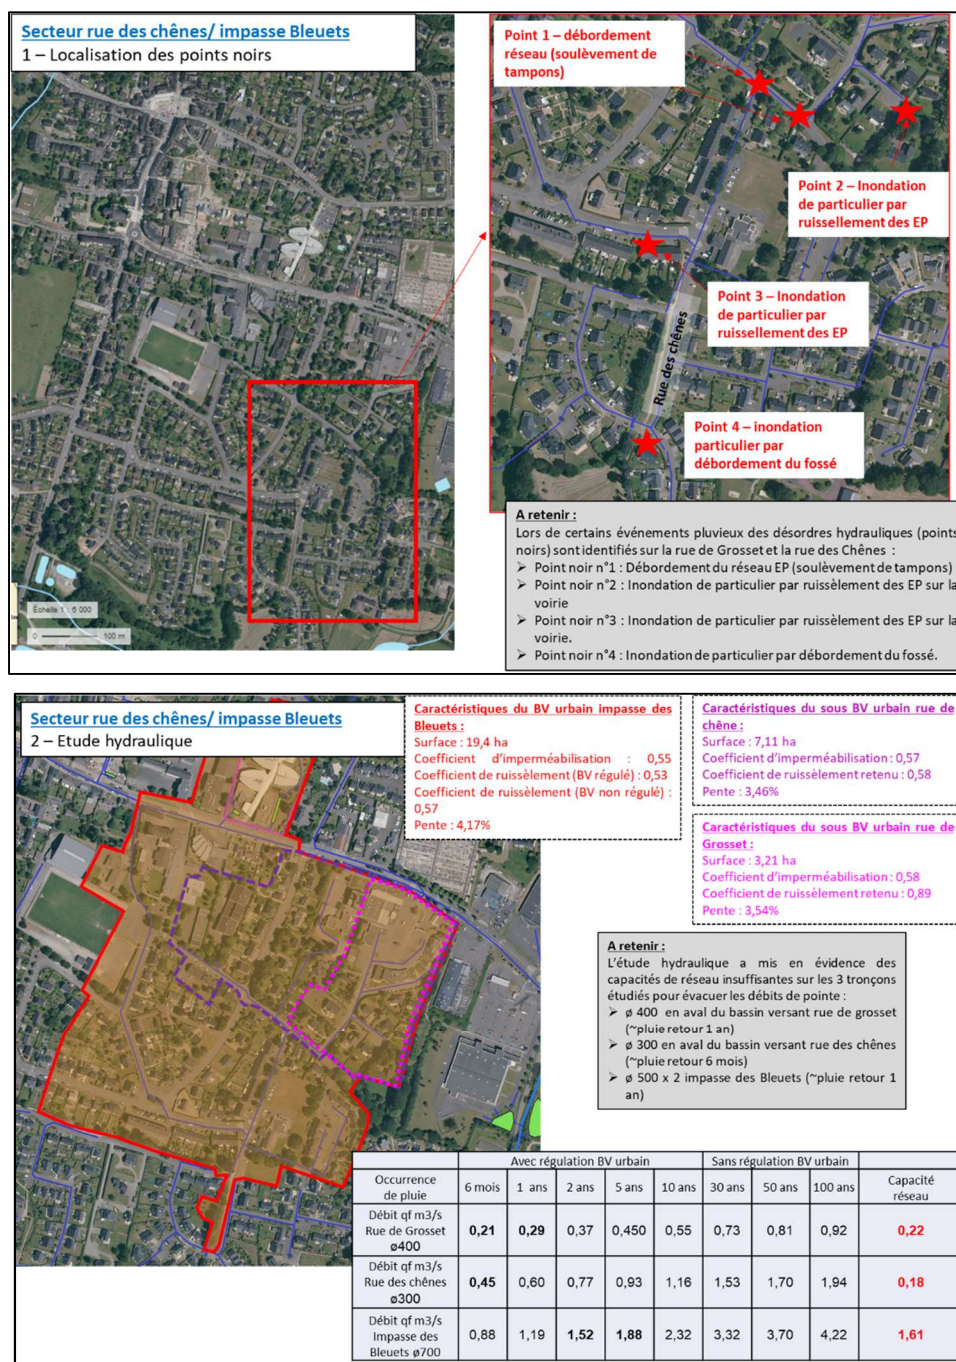 Secteur rue des chênes/ impasse Bleuets
1 – Localisation des points noirs
Échelle 1 : 6 000
0 100 m
Point 1 – débordement
réseau (soulèvement de
tampons)
Point 2 – Inondation
de particulier par
ruissellement des EP
Point 3 – Inondation
de particulier par
ruissellement des EP
Rue des chênes
Point 4 – inondation
particulier par
débordement du fossé
A retenir :
Lors de certains événements pluvieux des désordres hydrauliques (points
noirs) sont identifiés sur la rue de Grosset et la rue des Chênes :
➤ Point noir n°1 : Débordement du réseau EP (soulèvement de tampons)
➤ Point noir n°2 : Inondation de particulier par ruissèlement des EP sur la
voirie
➤ Point noir n°3 : Inondation de particulier par ruissèlement des EP sur la
voirie.
➤ Point noir n°4 : Inondation de particulier par débordement du fossé.
Secteur rue des chênes/ impasse Bleuets
2 – Etude hydraulique
Caractéristiques du BV urbain impasse des
Bleuets :
Surface : 19,4 ha
Coefficient d'imperméabilisation : 0,55
Coefficient de ruissèlement (BV régulé) : 0,53
Coefficient de ruissèlement (BV non régulé) :
0,57
Pente : 4,17%
Caractéristiques du sous BV urbain rue de
chêne :
Surface : 7,11 ha
Coefficient d'imperméabilisation : 0,57
Coefficient de ruissèlement retenu : 0,58
Pente : 3,46%
Caractéristiques du sous BV urbain rue de
Grosset :
Surface : 3,21 ha
Coefficient d'imperméabilisation : 0,58
Coefficient de ruissèlement retenu : 0,89
Pente : 3,54%
A retenir :
L'étude hydraulique a mis en évidence des
capacités de réseau insuffisantes sur les 3 tronçons
étudiés pour évacuer les débits de pointe :
➤ ø 400 en aval du bassin versant rue de grosset
(~pluie retour 1 an)
➤ ø 300 en aval du bassin versant rue des chênes
(~pluie retour 6 mois)
➤ ø 500 x 2 impasse des Bleuets (~pluie retour 1
an)
Avec régulation BV urbain Sans régulation BV urbain
Occurrence de pluie 6 mois 1 ans 2 ans 5 ans 10 ans 30 ans 50 ans 100 ans Capacité réseau
Débit qf m3/s Rue de Grosset ø400 0,21 0,29 0,37 0,450 0,55 0,73 0,81 0,92 0,22
Débit qf m3/s Rue des chênes ø300 0,45 0,60 0,77 0,93 1,16 1,53 1,70 1,94 0,18
Débit qf m3/s Impasse des Bleuets ø700 0,88 1,19 1,52 1,88 2,32 3,32 3,70 4,22 1,61